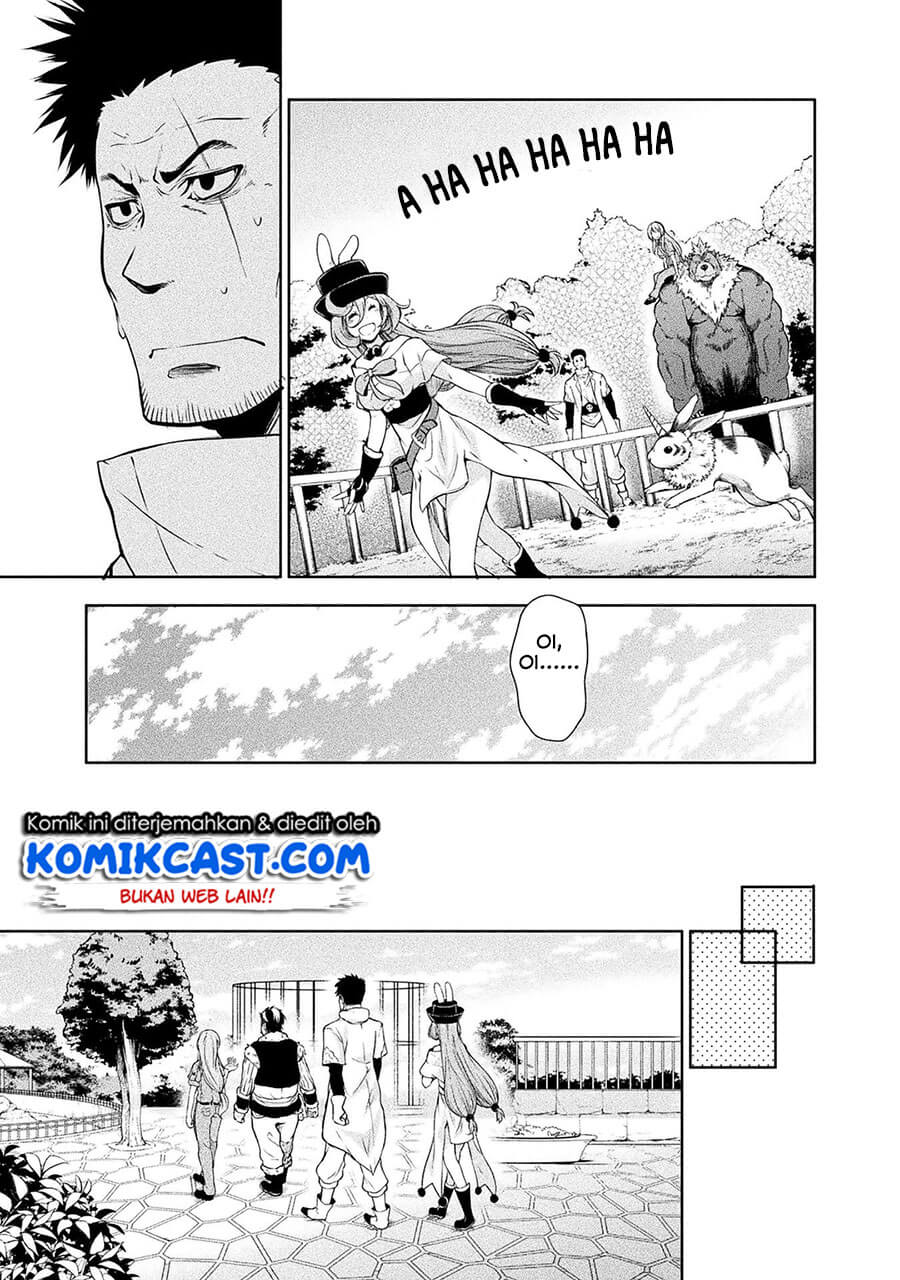 A HA HA HA HA HA
OI,
OI......
Komik ini diterjemahkan & diedit oleh
KOMIKCAST.COM
BUKAN WEB LAIN!!